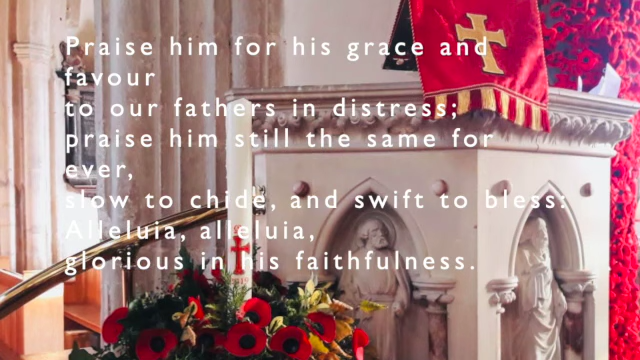 Praise him for his grace and
favour
to our fathers in distress;
praise him still the same for
ever,
slow to chide, and swift to bless:
Alleluia, alleluia,
glorious in his faithfulness.